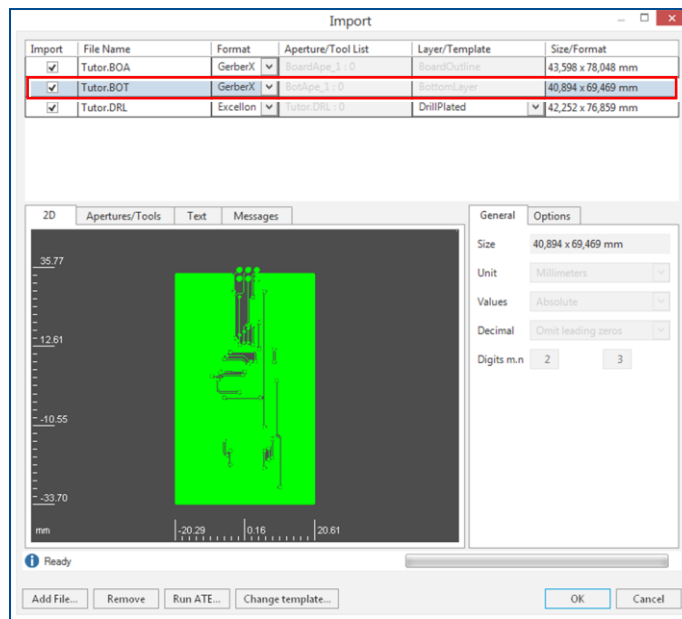 Import
Import File Name Format Aperture/Tool List Layer/Template Size/Format
Tutor.BOA GerberX BoardApe_1 : 0 BoardOutline 43,598 x 78,048 mm
Tutor.BOT GerberX BotApe_1 : 0 BottomLayer 40,894 x 69,469 mm
Tutor.DRL Excellon Tutor.DRL : 0 DrillPlated 42,252 x 76,859 mm
2D Apertures/Tools Text Messages
General Options
Size 40,894 x 69,469 mm
Unit Millimeters
Values Absolute
Decimal Omit leading zeros
Digits m.n 2 3
35.77
12.61
-10.55
-33.70
mm -20.29 0.16 20.61
Ready
Add File... Remove Run ATE... Change template... OK Cancel